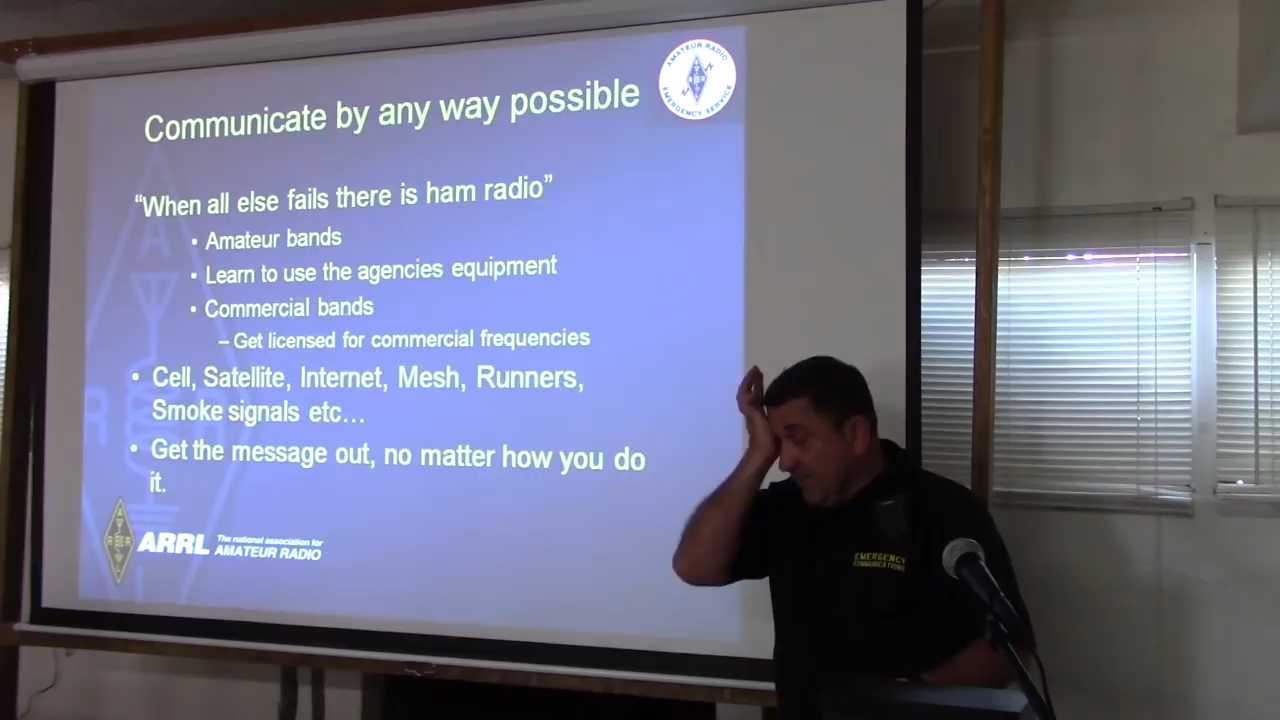 Communicate by any way possible
AMATEUR RADIO
EMERGENCY SERVICE
“When all else fails there is ham radio”
• Amateur bands
• Learn to use the agencies equipment
• Commercial bands
– Get licensed for commercial frequencies
• Cell, Satellite, Internet, Mesh, Runners,
Smoke signals etc…
• Get the message out, no matter how you do
it.
ARRL
The national association for
AMATEUR RADIO
EMERGENCY
COMMUNICATIONS